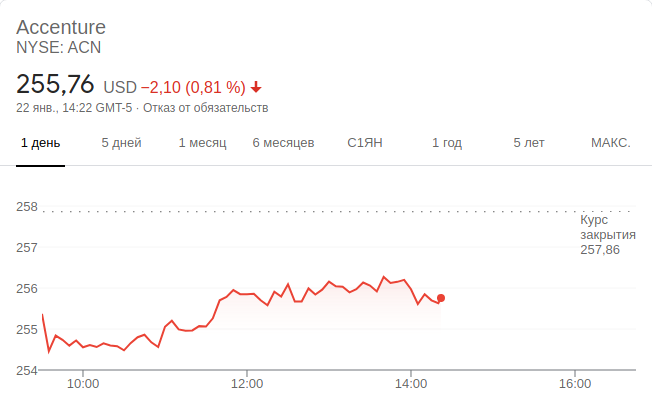 Accenture
NYSE: ACN
255,76 USD −2,10 (0,81 %)
22 янв., 14:22 GMT-5 · Отказ от обязательств
1 день 5 дней 1 месяц 6 месяцев С1ЯН 1 год 5 лет МАКС.
258
Курс
закрытия
257,86
257
256
255
254
10:00 12:00 14:00 16:00